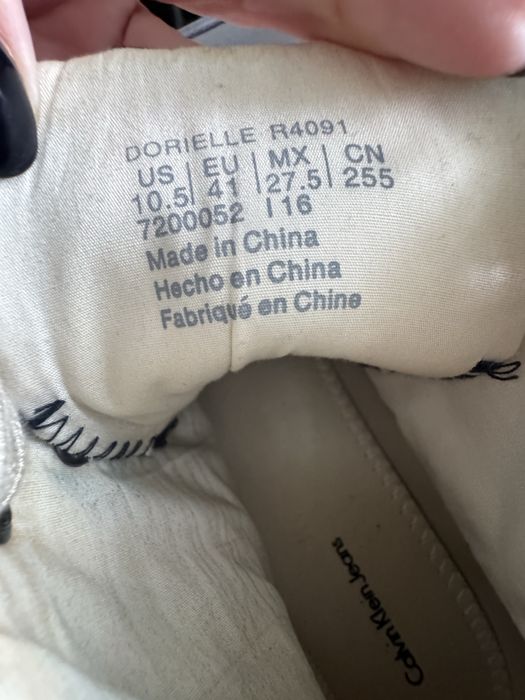 DORIELLE R4091
US | EU | MX | CN
10.5| 41 |27.5| 255
7200052 I16
Made in China
Hecho en China
Fabriqué en Chine
Calvin Klein Jeans